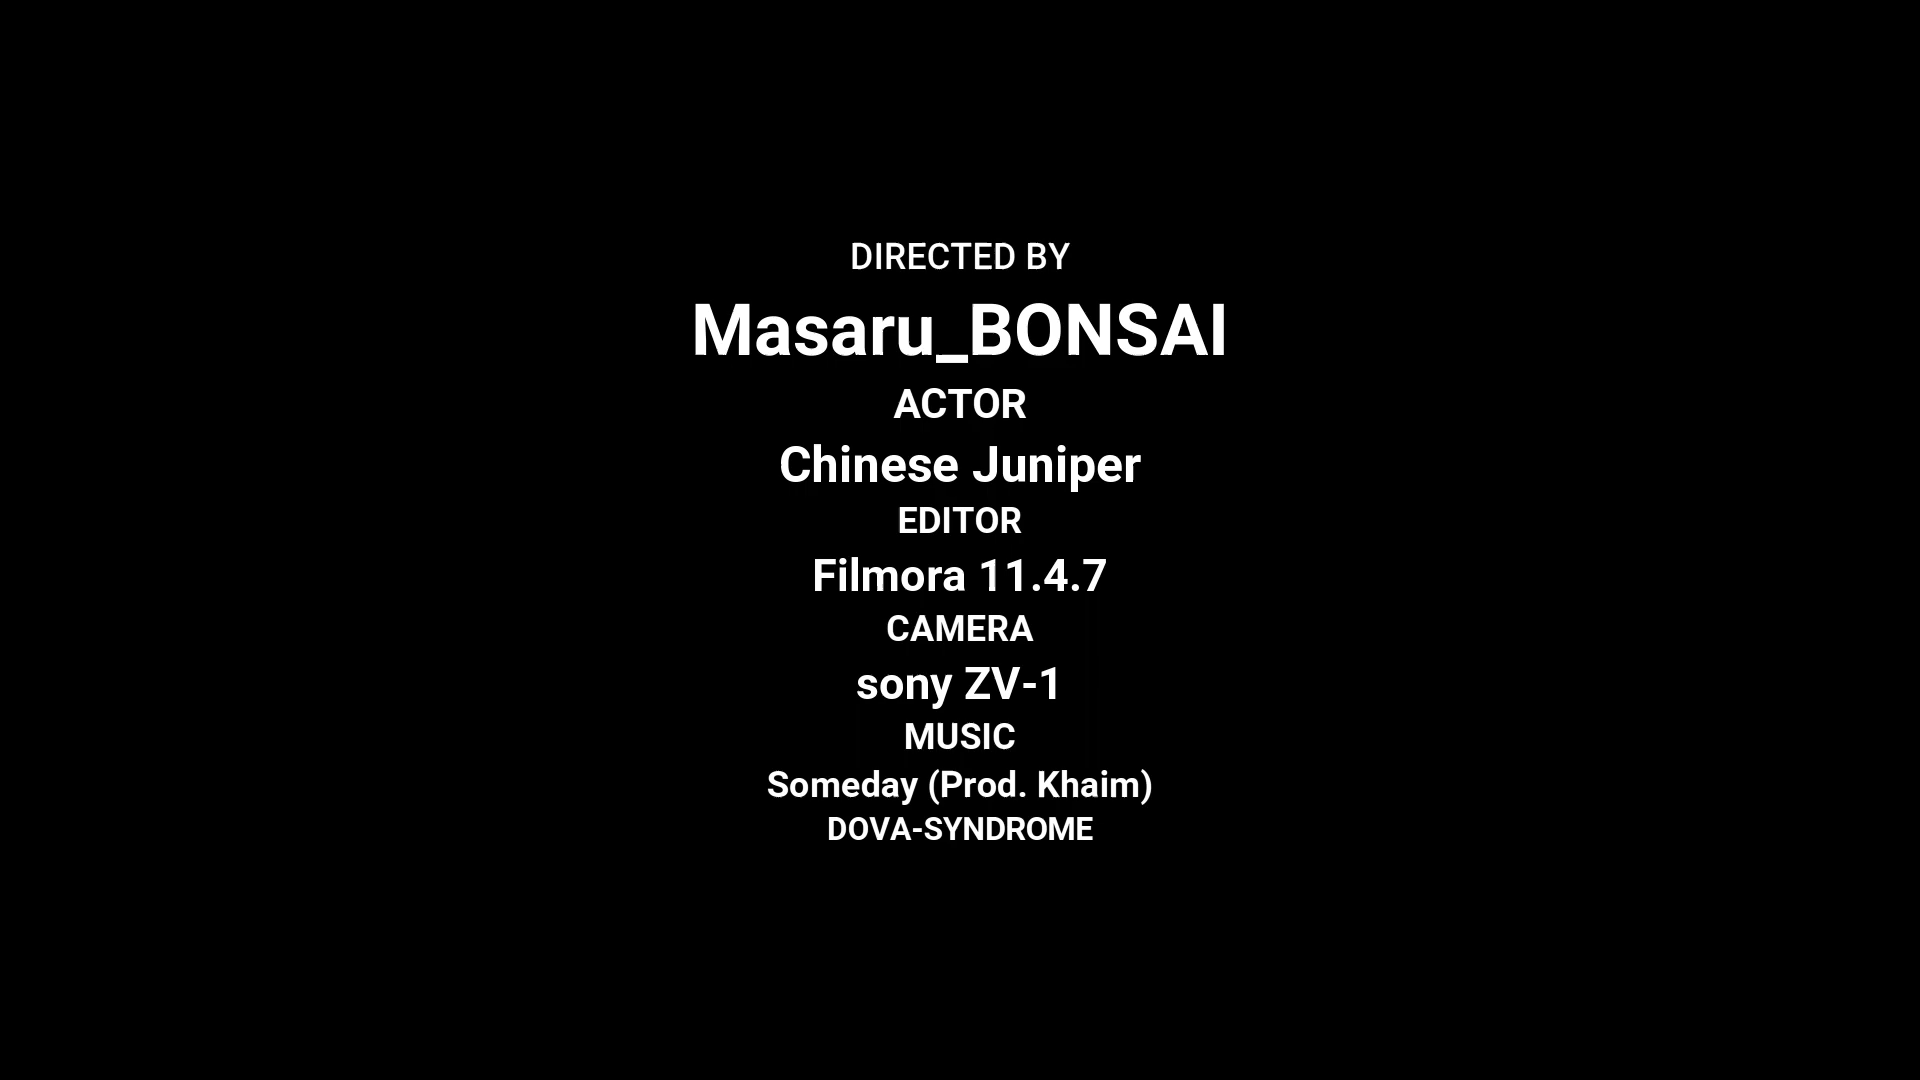 DIRECTED BY
Masaru_BONSAI
ACTOR
Chinese Juniper
EDITOR
Filmora 11.4.7
CAMERA
sony ZV-1
MUSIC
Someday (Prod. Khaim)
DOVA-SYNDROME